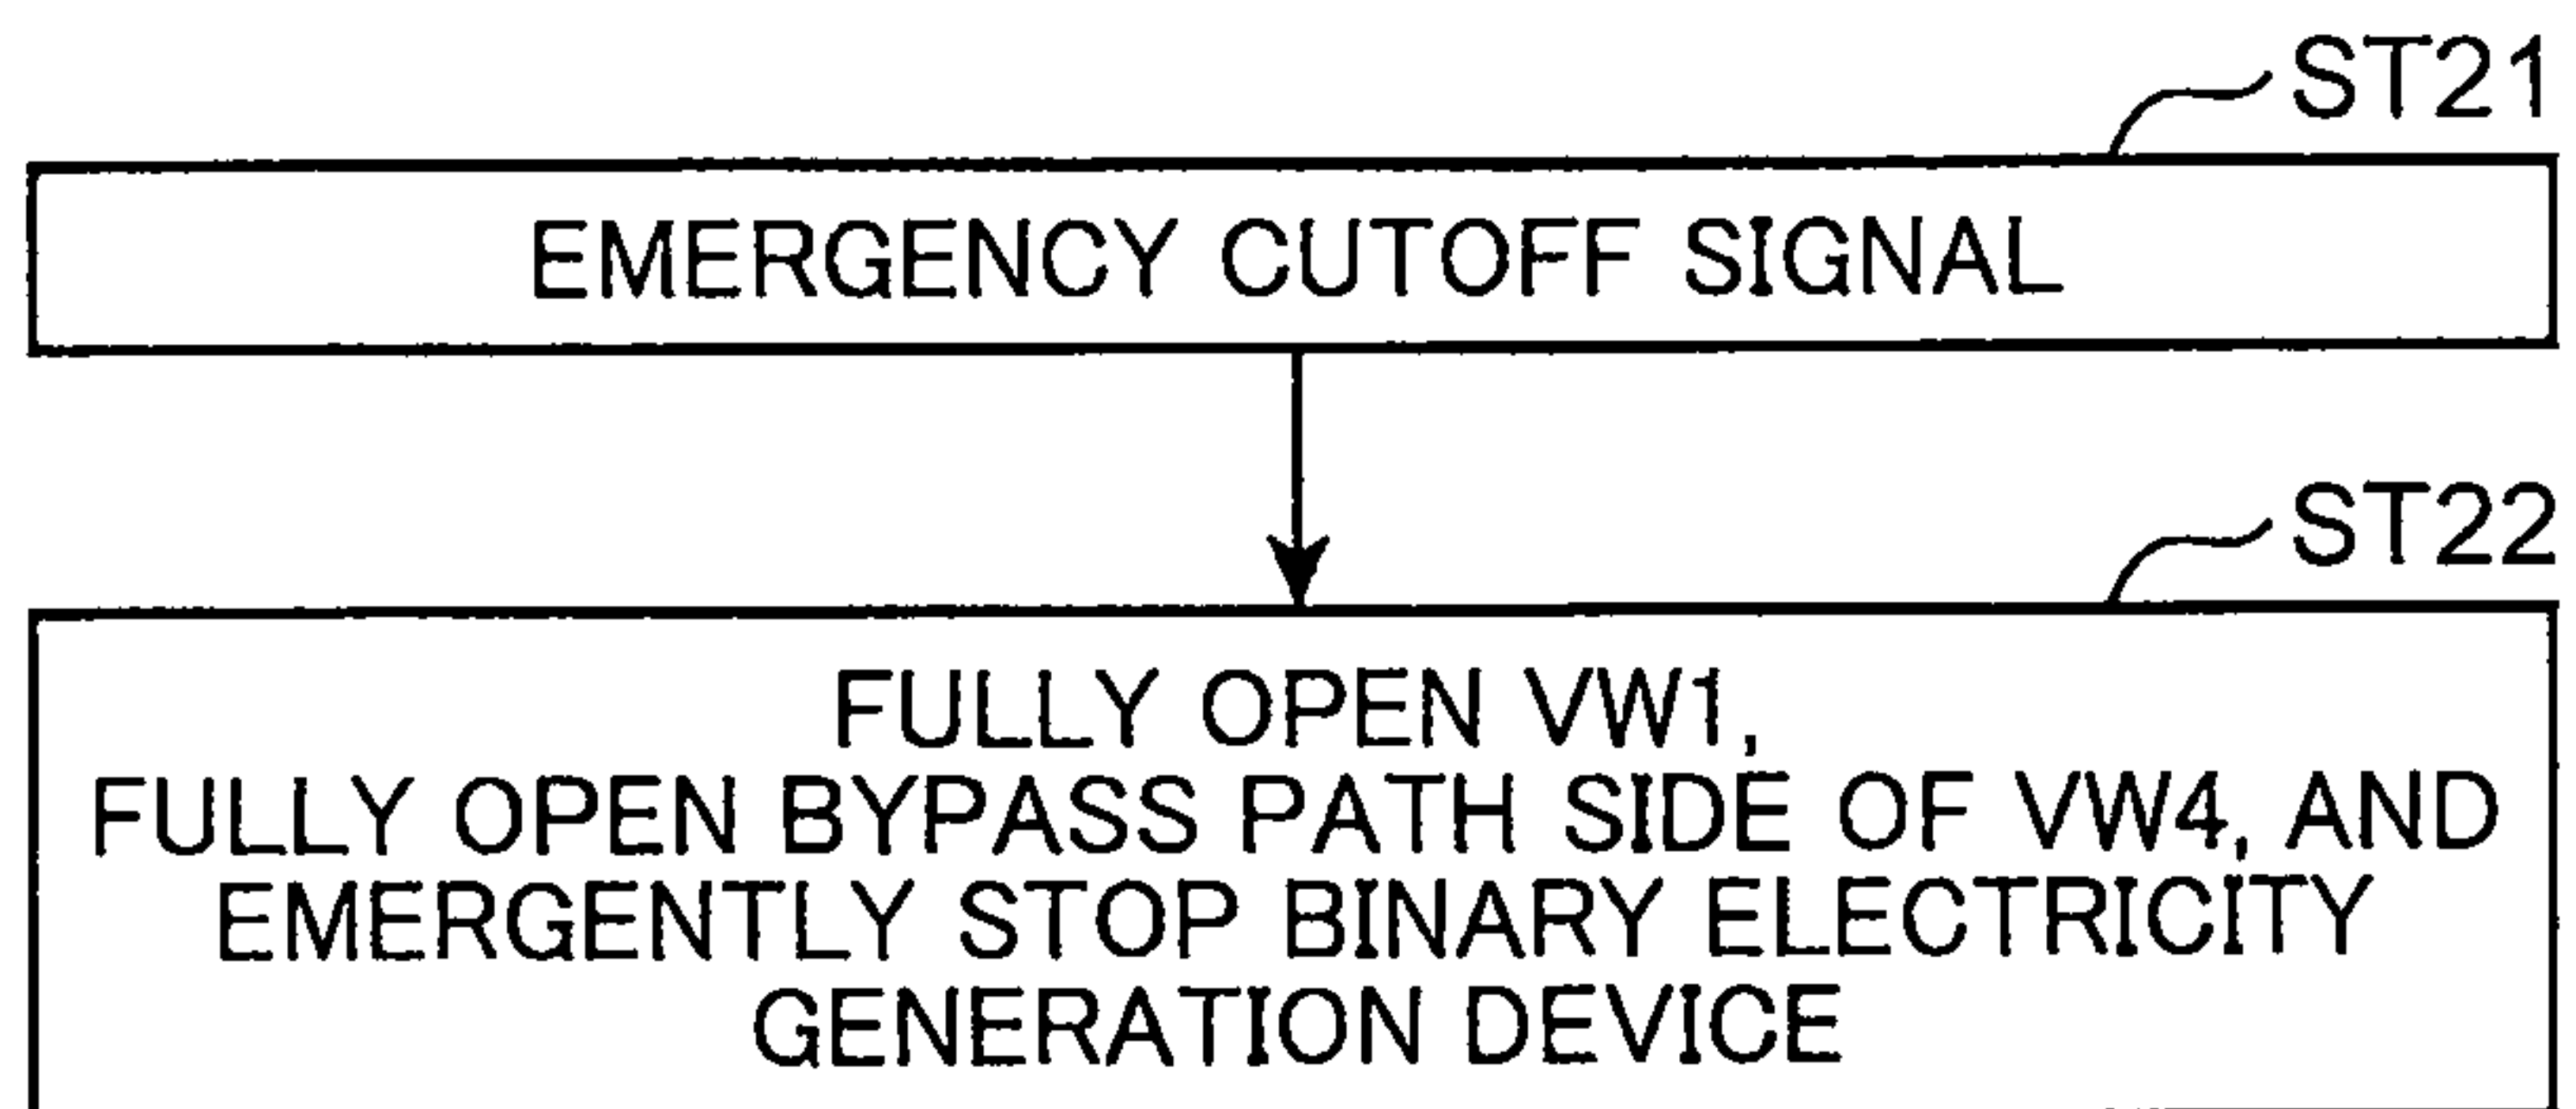 ST21
EMERGENCY CUTOFF SIGNAL
ST22
FULLY OPEN VW1,
FULLY OPEN BYPASS PATH SIDE OF VW4, AND
EMERGENTLY STOP BINARY ELECTRICITY
GENERATION DEVICE